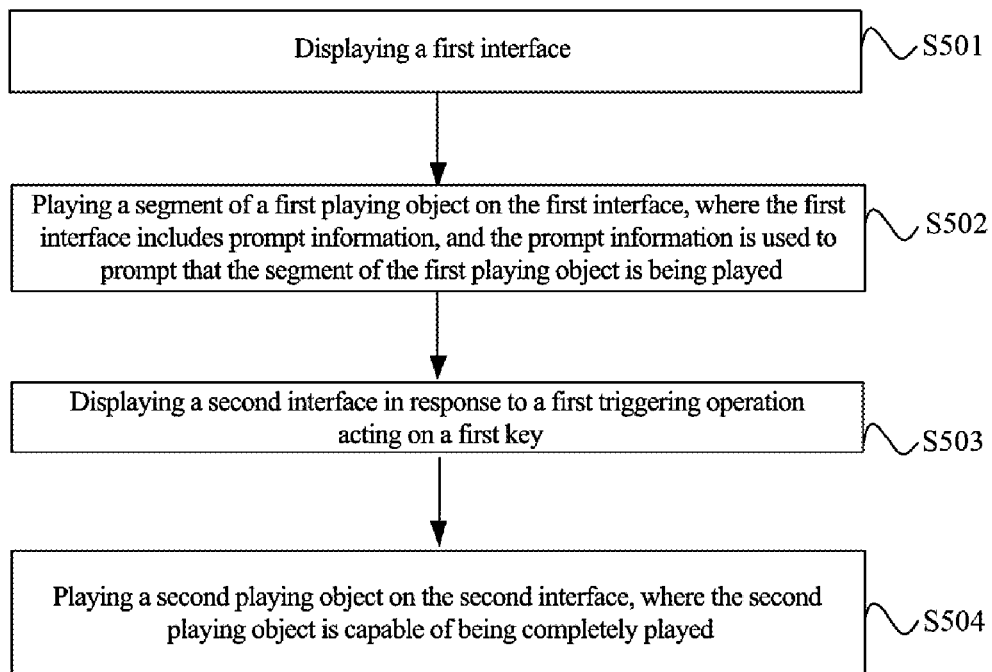 Displaying a first interface
S501
Playing a segment of a first playing object on the first interface, where the first
interface includes prompt information, and the prompt information is used to
prompt that the segment of the first playing object is being played
S502
Displaying a second interface in response to a first triggering operation
acting on a first key
S503
Playing a second playing object on the second interface, where the second
playing object is capable of being completely played
S504